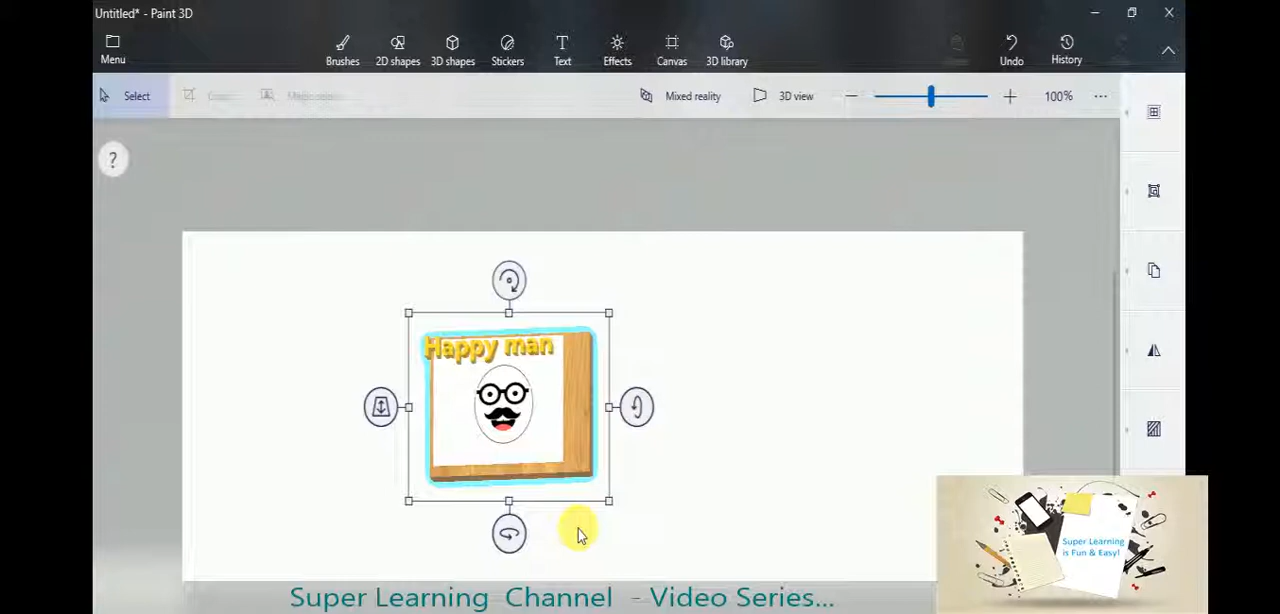 Untitled* - Paint 3D
Menu
Brushes
2D shapes
3D shapes
Stickers
Text
Effects
Canvas
3D library
Undo
History
Select
Mixed reality
3D view
100%
?
Happy man
Super Learning
is Fun & Easy!
Super Learning Channel - Video Series...